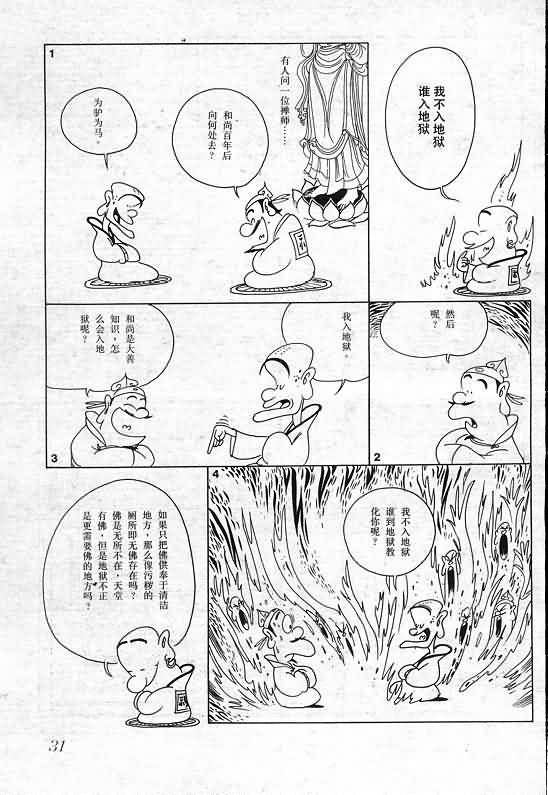 我不入地狱
谁入地狱
1
有人问一位禅师……
和尚百年后
向何处去？
为驴为马。
2
然后
呢？
3
我入地狱。
和尚是大善
知识，怎
么会入地
狱呢？
4
我不入地狱
谁到地狱教
化你呢？
如果只把佛供奉于清洁
地方，那么像污秽的
厕所即无佛存在吗？
佛是无所不在，天堂
有佛，但是地狱不正
是更需要佛的地方吗？
31